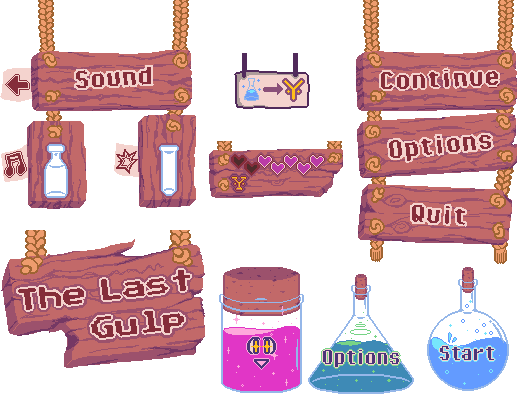 Sound
Continue
Options
Quit
The Last
Gulp
Options
Start